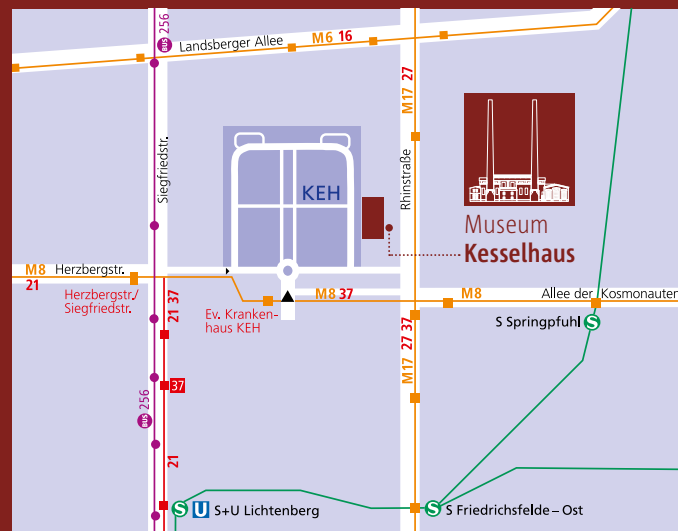 BUS 256
Landsberger Allee
M6 16
M17 27
Siegfriedstr.
Rhinstraße
KEH
Museum
Kesselhaus
M8
21
Herzbergstr.
Herzbergstr./
Siegfriedstr.
21 37
Ev. Kranken-
haus KEH
M8 37
M8
Allee der Kosmonauten
S Springpfuhl
S
M17 27 37
37
BUS 256
21
S
U
S+U Lichtenberg
S
S Friedrichsfelde – Ost